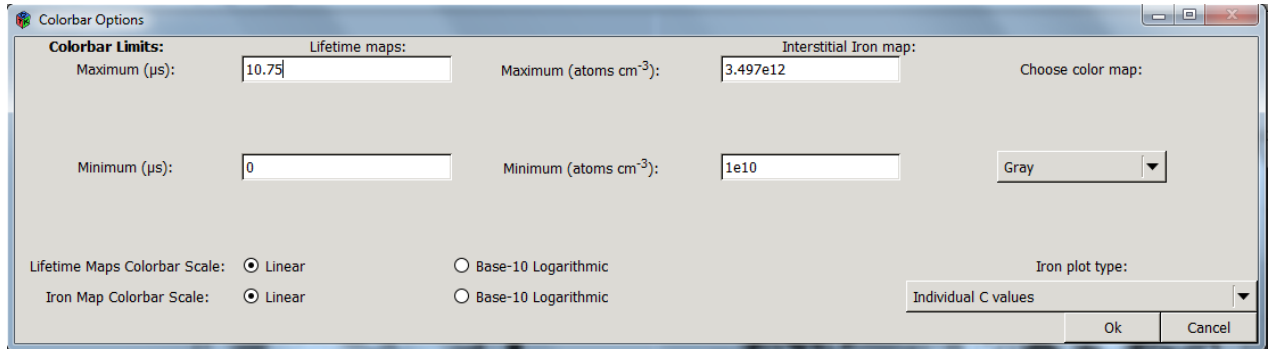 Colorbar Options
Colorbar Limits: Lifetime maps: Interstitial Iron map:
Maximum (µs): 10.75 Maximum (atoms cm⁻³): 3.497e12 Choose color map:
Minimum (µs): 0 Minimum (atoms cm⁻³): 1e10 Gray
Lifetime Maps Colorbar Scale: Linear Base-10 Logarithmic Iron plot type:
Iron Map Colorbar Scale: Linear Base-10 Logarithmic Individual C values
Ok Cancel